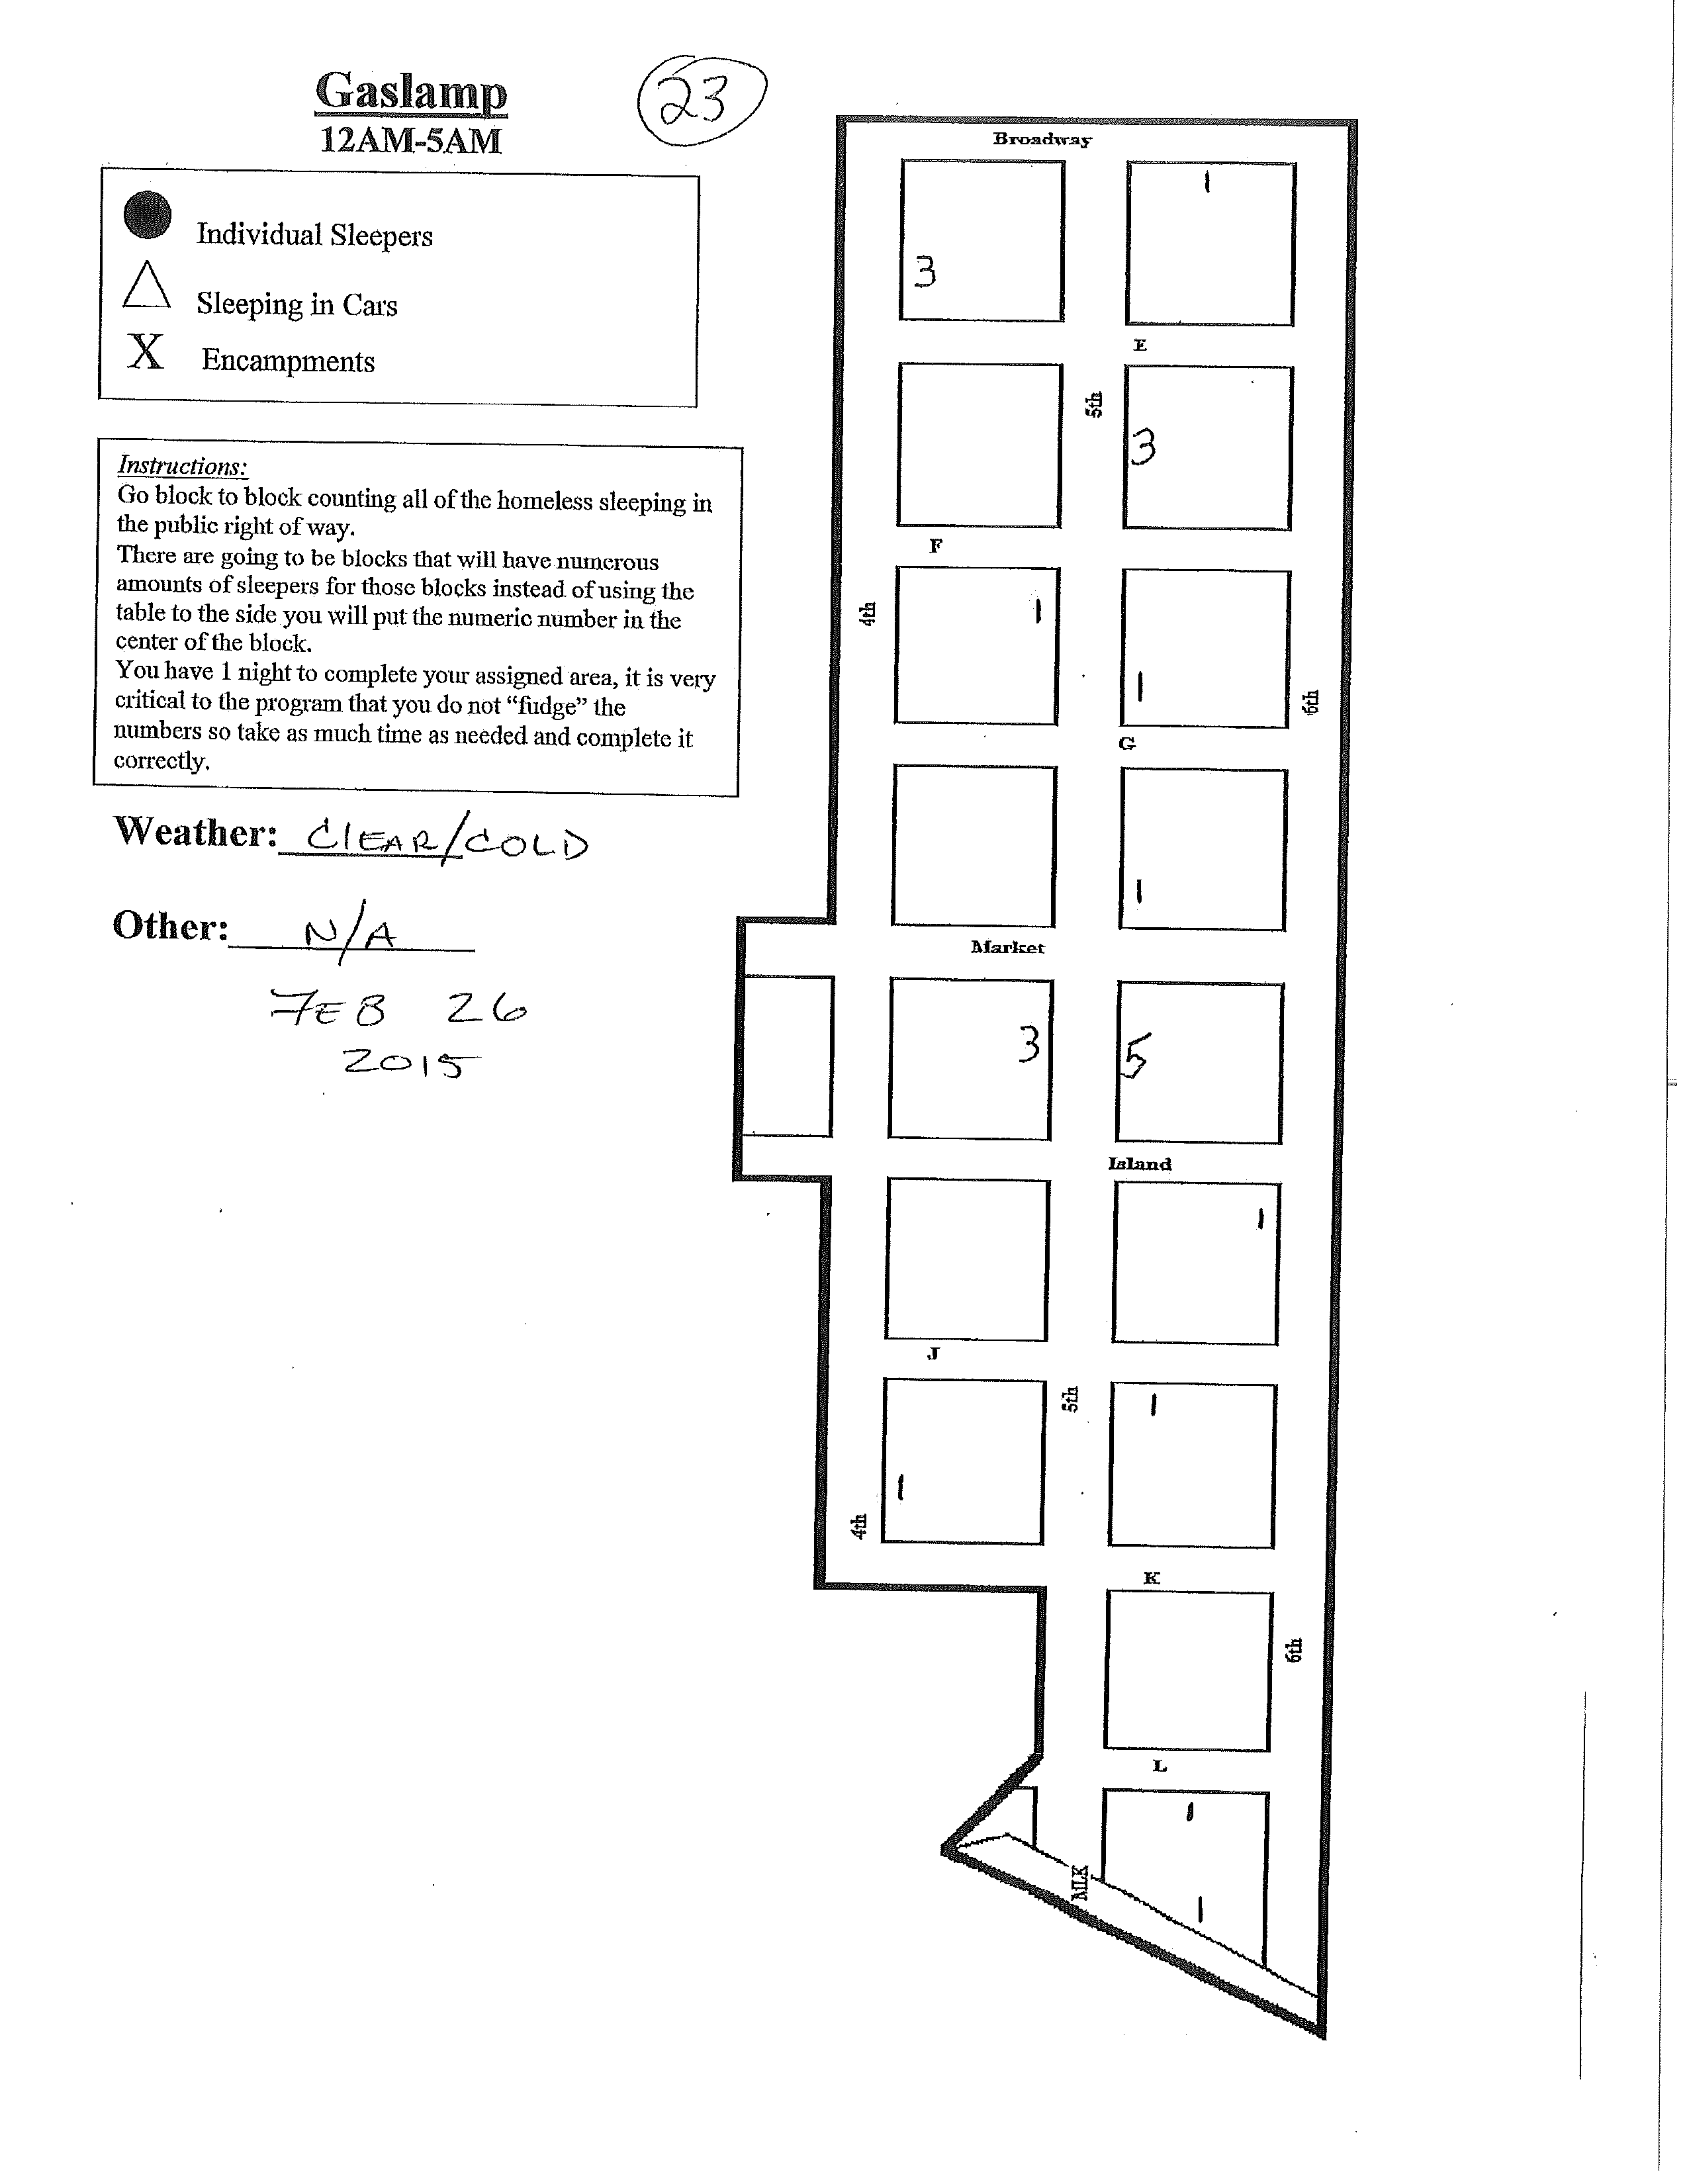 Gaslamp
12AM-5AM
23
Individual Sleepers
Sleeping in Cars
X Encampments
Instructions:
Go block to block counting all of the homeless sleeping in
the public right of way.
There are going to be blocks that will have numerous
amounts of sleepers for those blocks instead of using the
table to the side you will put the numeric number in the
center of the block.
You have 1 night to complete your assigned area, it is very
critical to the program that you do not “fudge” the
numbers so take as much time as needed and complete it
correctly.
Weather: CLEAR/COLD
Other: N/A
FEB 26
2015
Broadway
1
3
E
5th
3
F
4th
1
1
6th
G
1
Market
3
5
Island
1
J
5th
1
1
4th
K
6th
L
1
MLK
1